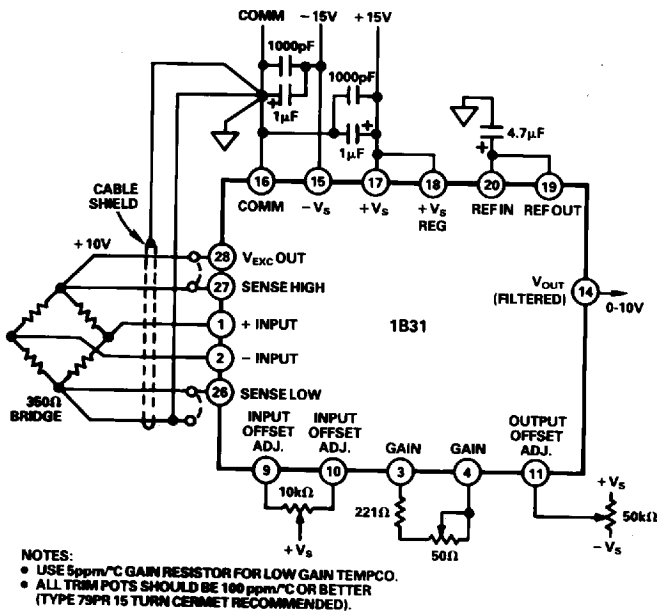 COMM -15V +15V
1000pF
1000pF
+
1µF
1µF
+
4.7µF
+
CABLE
SHIELD
16 15 17 18 20 19
COMM -VS +VS +VS REG REF IN REF OUT
+10V
28 VEXC OUT
27 SENSE HIGH
1 + INPUT
2 - INPUT
26 SENSE LOW
1B31
VOUT
(FILTERED)
14
0-10V
350Ω
BRIDGE
INPUT
OFFSET
ADJ.
INPUT
OFFSET
ADJ.
GAIN
GAIN
OUTPUT
OFFSET
ADJ.
9 10 3 4 11
10kΩ
+VS
221Ω
50Ω
+VS
50kΩ
-VS
NOTES:
• USE 5ppm/°C GAIN RESISTOR FOR LOW GAIN TEMPCO.
• ALL TRIM POTS SHOULD BE 100 ppm/°C OR BETTER
(TYPE 79PR 15 TURN CERMET RECOMMENDED).